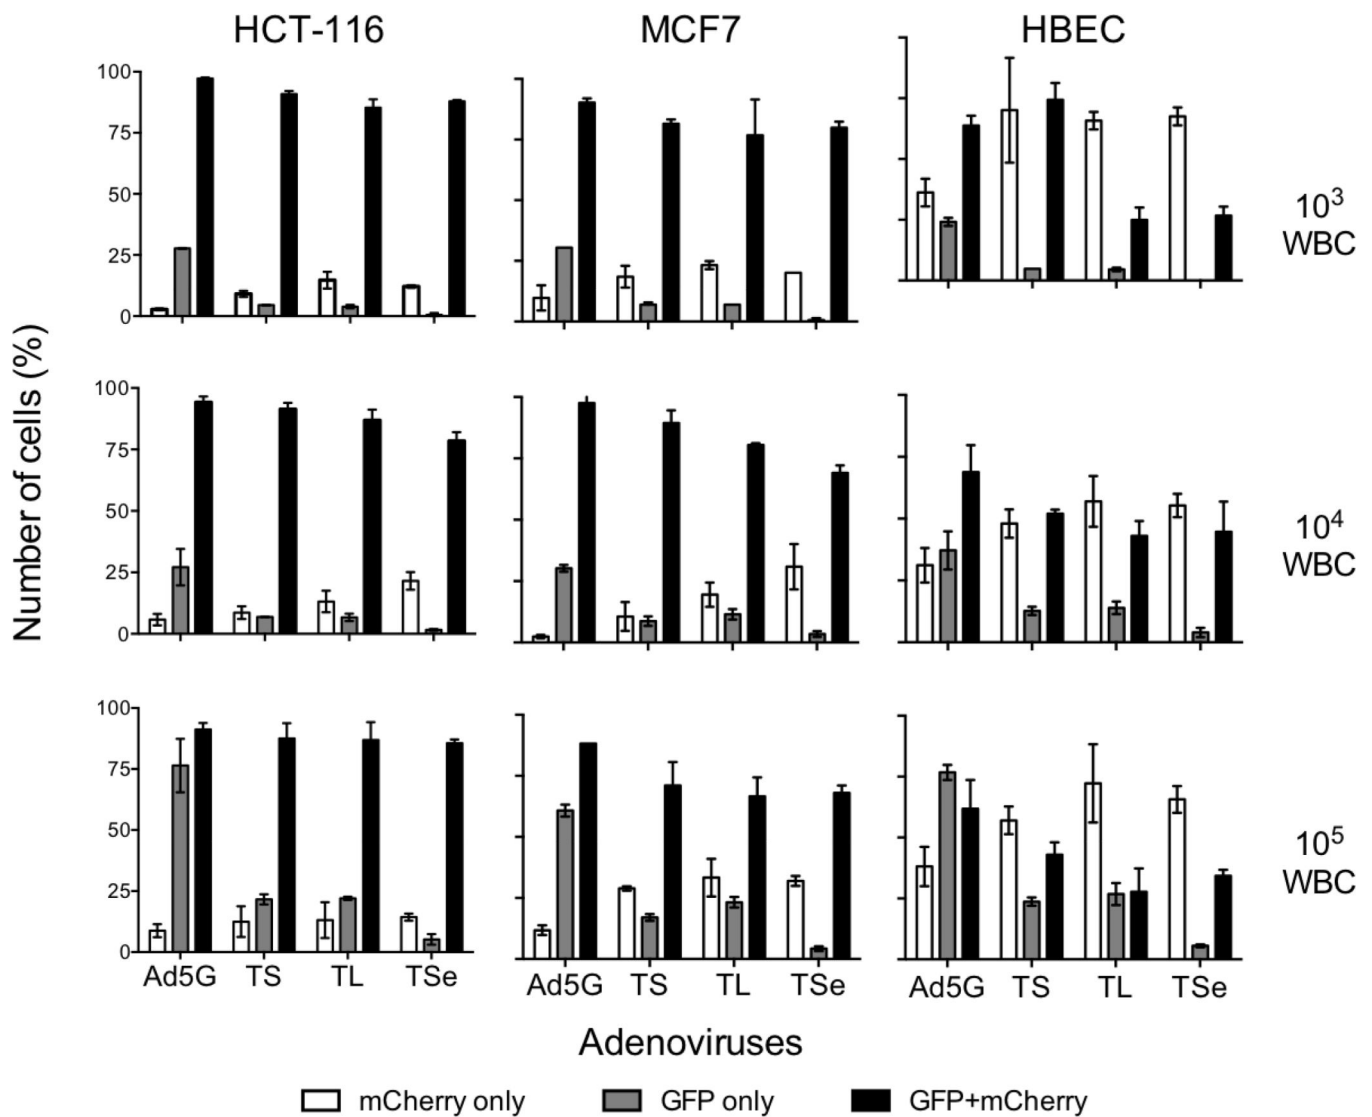 HCT-116 MCF7 HBEC
Number of cells (%)
100
75
50
25
0
10³
WBC
100
75
50
25
0
10⁴
WBC
100
75
50
25
0
10⁵
WBC
Ad5G TS TL TSe Ad5G TS TL TSe Ad5G TS TL TSe
Adenoviruses
mCherry only GFP only GFP+mCherry